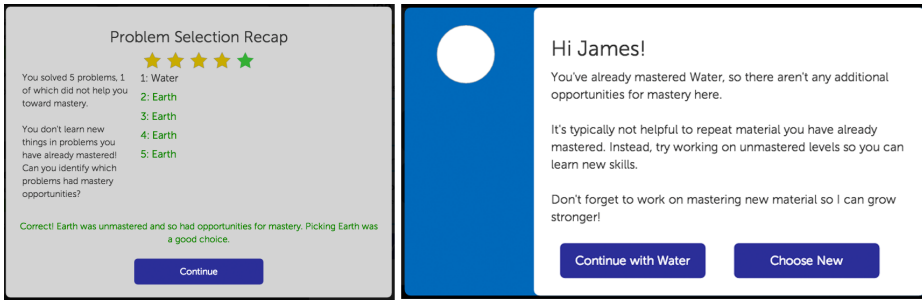 Problem Selection Recap
You solved 5 problems, 1
of which did not help you
toward mastery.
You don't learn new
things in problems you
have already mastered!
Can you identify which
problems had mastery
opportunities?
1: Water
2: Earth
3: Earth
4: Earth
5: Earth
Correct! Earth was unmastered and so had opportunities for mastery. Picking Earth was
a good choice.
Continue
Hi James!
You've already mastered Water, so there aren't any additional
opportunities for mastery here.
It's typically not helpful to repeat material you have already
mastered. Instead, try working on unmastered levels so you can
learn new skills.
Don't forget to work on mastering new material so I can grow
stronger!
Continue with Water
Choose New